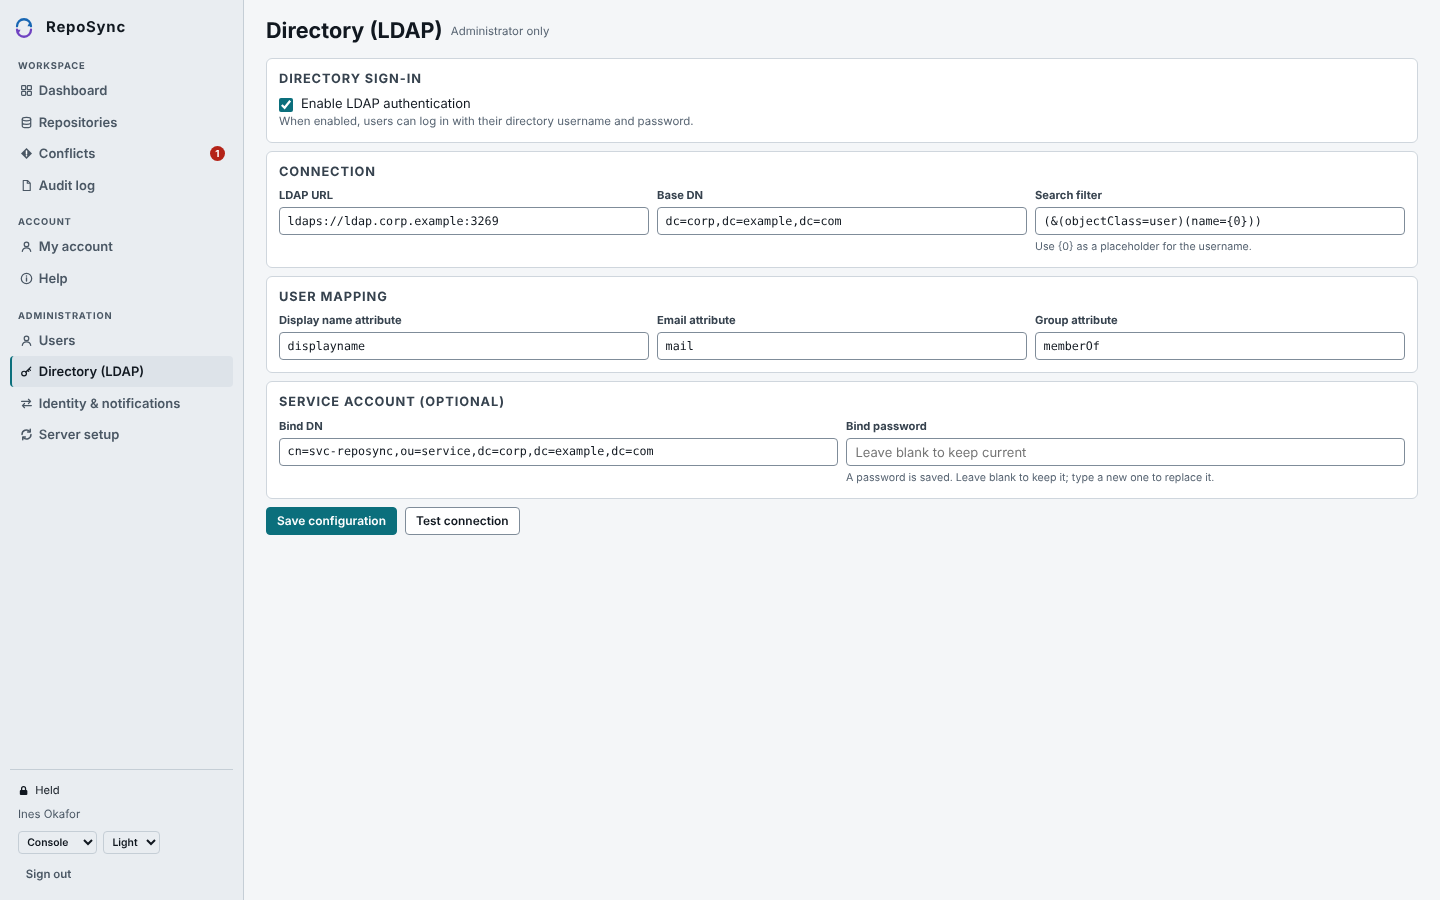 RepoSync
WORKSPACE
Dashboard
Repositories
Conflicts 1
Audit log
ACCOUNT
My account
Help
ADMINISTRATION
Users
Directory (LDAP)
Identity & notifications
Server setup
Held
Ines Okafor
Console Light
Sign out
Directory (LDAP) Administrator only
DIRECTORY SIGN-IN
Enable LDAP authentication
When enabled, users can log in with their directory username and password.
CONNECTION
LDAP URL Base DN Search filter
ldaps://ldap.corp.example:3269 dc=corp,dc=example,dc=com (&(objectClass=user)(name={0}))
Use {0} as a placeholder for the username.
USER MAPPING
Display name attribute Email attribute Group attribute
displayname mail memberOf
SERVICE ACCOUNT (OPTIONAL)
Bind DN Bind password
cn=svc-reposync,ou=service,dc=corp,dc=example,dc=com Leave blank to keep current
A password is saved. Leave blank to keep it; type a new one to replace it.
Save configuration Test connection